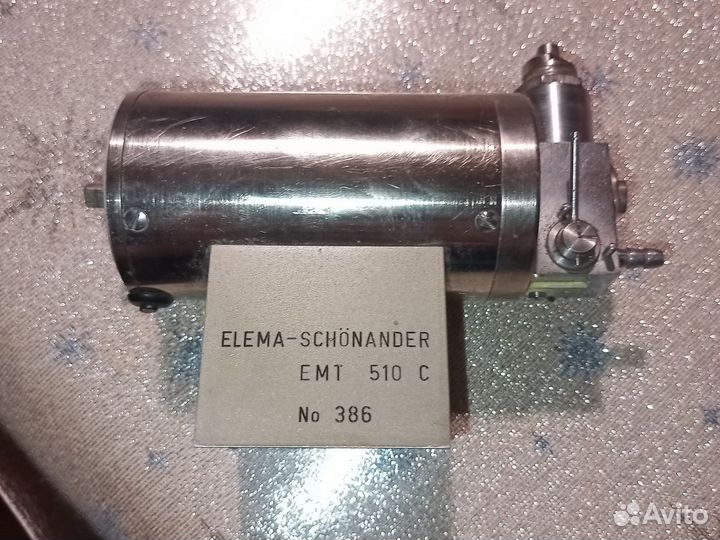 ELEMA-SCHÖNANDER
EMT 510 C
No 386
Avito